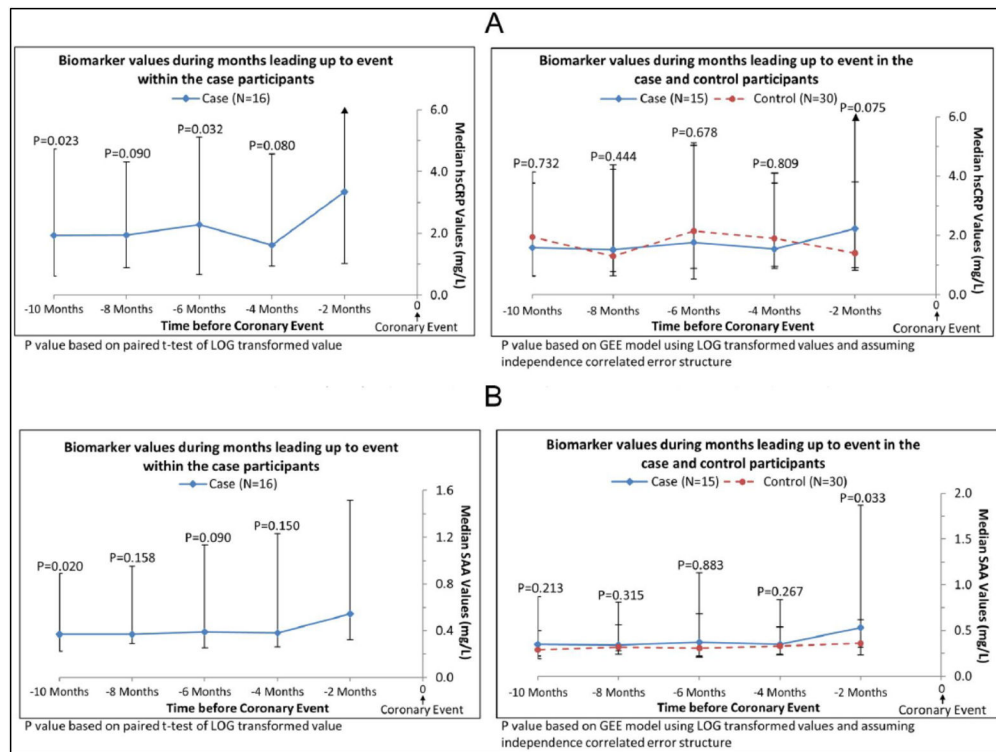 A
Biomarker values during months leading up to event
within the case participants
Case (N=16)
P=0.023
P=0.090
P=0.032
P=0.080
6.0
4.0
2.0
0.0
Median hsCRP Values (mg/L)
-10 Months
-8 Months
-6 Months
-4 Months
-2 Months
0
Time before Coronary Event
Coronary Event
P value based on paired t-test of LOG transformed value
Biomarker values during months leading up to event in the
case and control participants
Case (N=15)
Control (N=30)
P=0.732
P=0.444
P=0.678
P=0.809
P=0.075
6.0
4.0
2.0
0.0
Median hsCRP Values (mg/L)
-10 Months
-8 Months
-6 Months
-4 Months
-2 Months
0
Time before Coronary Event
Coronary Event
P value based on GEE model using LOG transformed values and assuming
independence correlated error structure
B
Biomarker values during months leading up to event
within the case participants
Case (N=16)
P=0.020
P=0.158
P=0.090
P=0.150
1.6
1.2
0.8
0.4
0.0
Median SAA Values (mg/L)
-10 Months
-8 Months
-6 Months
-4 Months
-2 Months
0
Time before Coronary Event
Coronary Event
P value based on paired t-test of LOG transformed value
Biomarker values during months leading up to event in the
case and control participants
Case (N=15)
Control (N=30)
P=0.213
P=0.315
P=0.883
P=0.267
P=0.033
2.0
1.5
1.0
0.5
0.0
Median SAA Values (mg/L)
-10 Months
-8 Months
-6 Months
-4 Months
-2 Months
0
Time before Coronary Event
Coronary Event
P value based on GEE model using LOG transformed values and assuming
independence correlated error structure